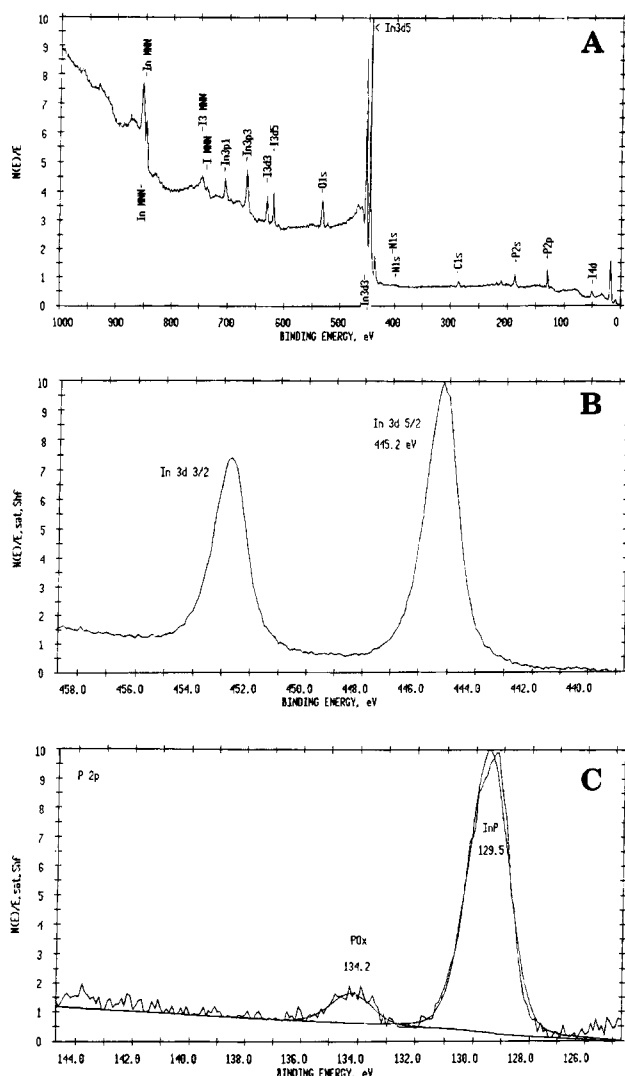 A
10
9
8
7
6
5
4
3
2
1
0
N(E)/E
< In3d5
-In MNN
In MNN-
-I3 MNN
-I MNN
-In3p1
-In3p3
-I3d3
-I3d5
-O1s
In3d3
-N1s
-N1s
-C1s
-P2s
-P2p
-I4d
1000 900 800 700 600 500 400 300 200 100 0
BINDING ENERGY, eV
B
10
9
8
7
6
5
4
3
2
1
0
N(E)/E,sat,Shf
In 3d 5/2
445.2 eV
In 3d 3/2
458.0 456.0 454.0 452.0 450.0 448.0 446.0 444.0 442.0 440.0
BINDING ENERGY, eV
C
P 2p
10
9
8
7
6
5
4
3
2
1
0
N(E)/E,sat,Shf
InP
129.5
POx
134.2
144.0 142.0 140.0 138.0 136.0 134.0 132.0 130.0 128.0 126.0
BINDING ENERGY, eV